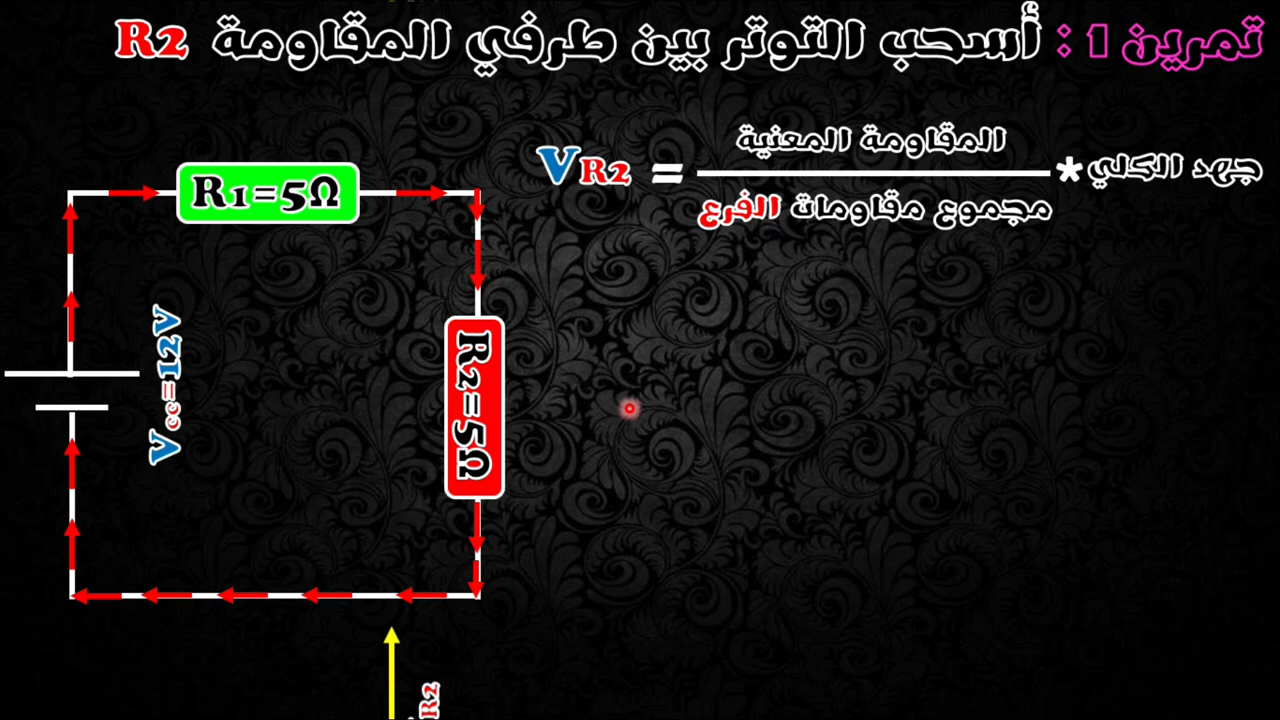 تمرين 1 : أسحب التوتر بين طرفي المقاومة R2
المقاومة المعنية
VR2 = * جهد الكلي
مجموع مقاومات الفرع
R1=5Ω
Vcc=12V
R2=5Ω
R2